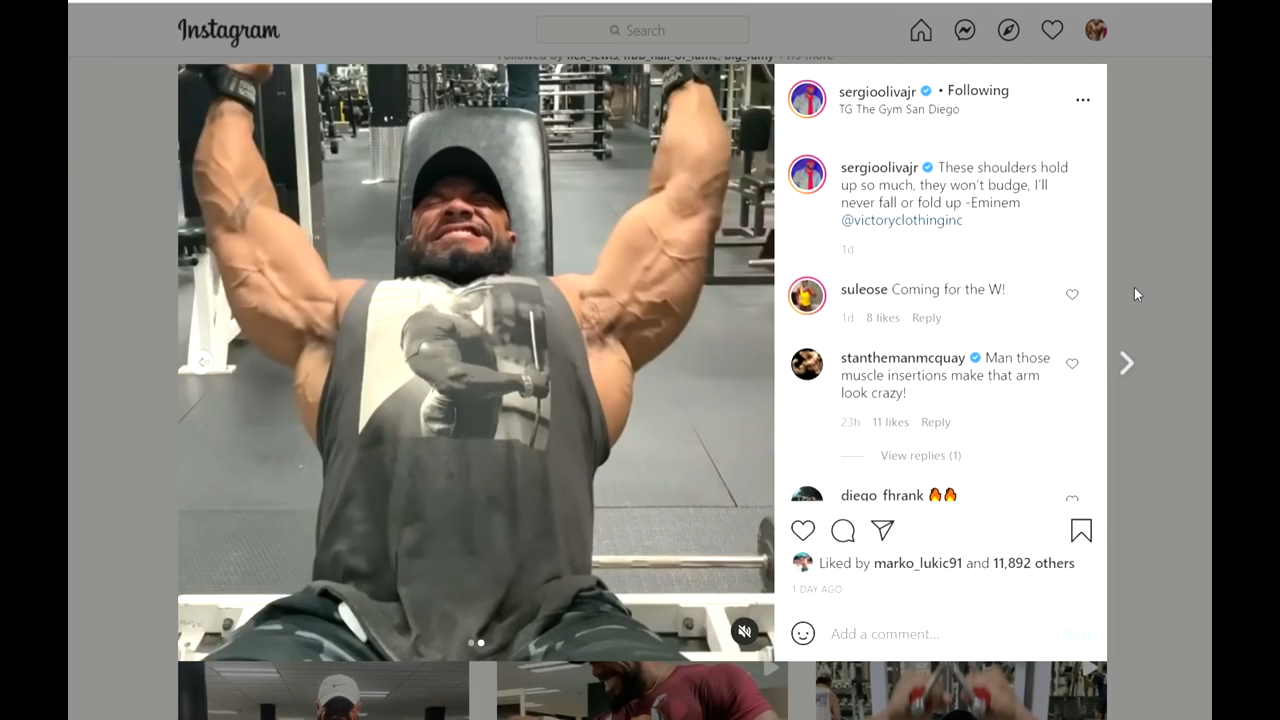 Instagram
Search
sergioolivajr • Following
TG The Gym San Diego
sergioolivajr These shoulders hold
up so much, they won't budge, I'll
never fall or fold up -Eminem
@victoryclothinginc
1d
suleose Coming for the W!
1d 8 likes Reply
stanthemanmcquay Man those
muscle insertions make that arm
look crazy!
23h 11 likes Reply
View replies (1)
diego_fhrank 🔥🔥
Liked by marko_lukic91 and 11,892 others
1 DAY AGO
Add a comment... Post